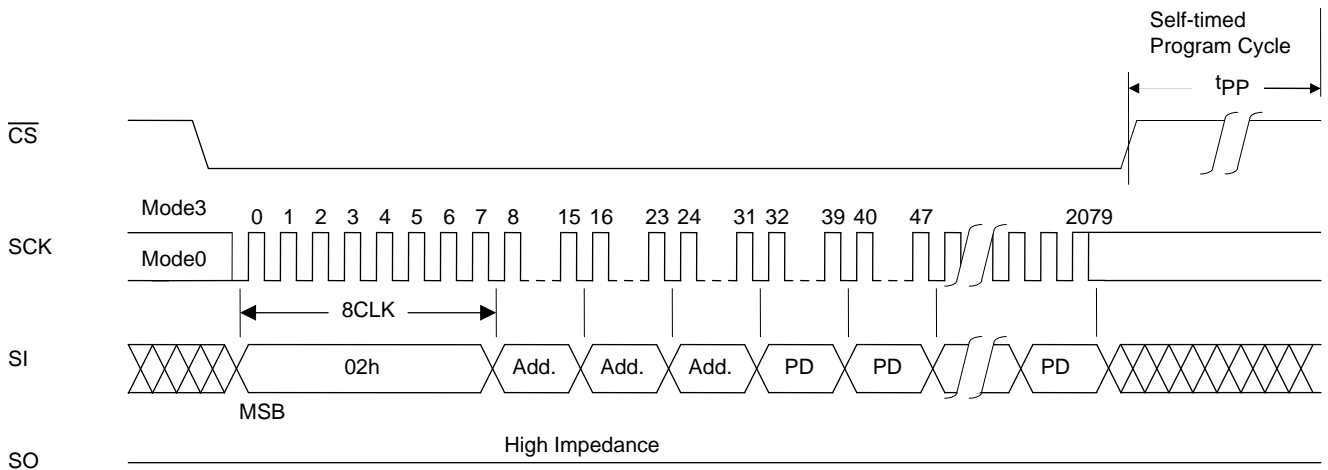 Self-timed
Program Cycle
tPP
CS
Mode3
0 1 2 3 4 5 6 7 8 15 16 23 24 31 32 39 40 47 2079
SCK
Mode0
8CLK
SI
02h Add. Add. Add. PD PD PD
MSB
High Impedance
SO